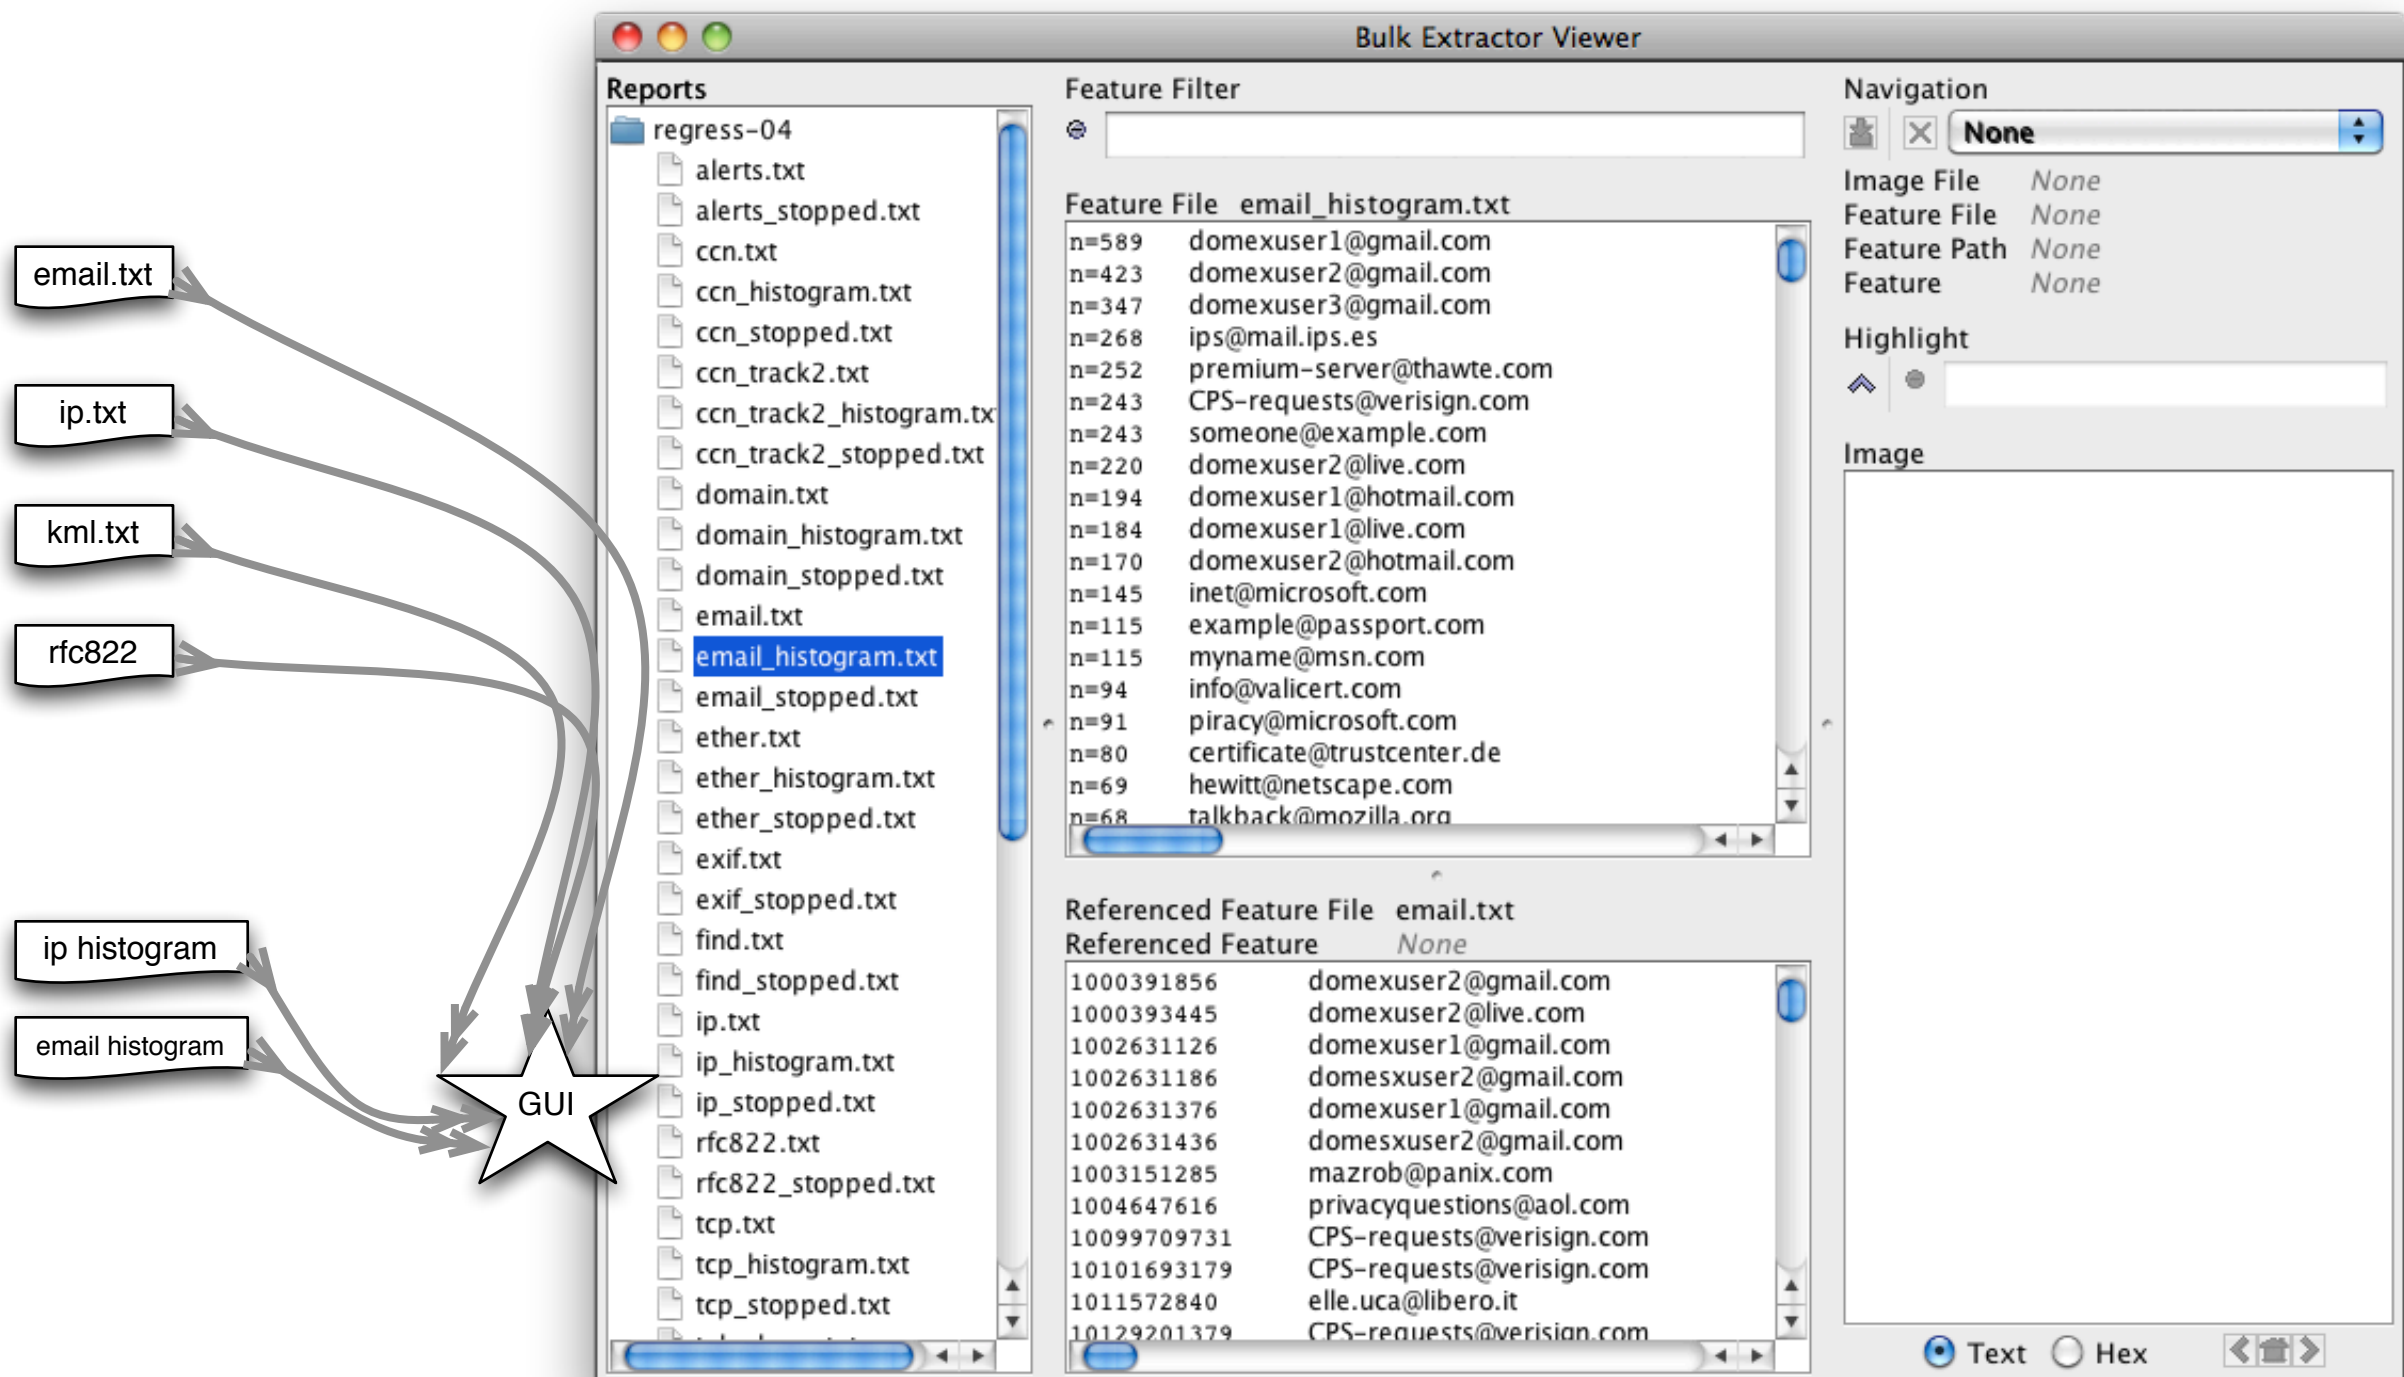 email.txt
ip.txt
kml.txt
rfc822
ip histogram
email histogram
GUI
Bulk Extractor Viewer
Reports
regress-04
alerts.txt
alerts_stopped.txt
ccn.txt
ccn_histogram.txt
ccn_stopped.txt
ccn_track2.txt
ccn_track2_histogram.tx
ccn_track2_stopped.txt
domain.txt
domain_histogram.txt
domain_stopped.txt
email.txt
email_histogram.txt
email_stopped.txt
ether.txt
ether_histogram.txt
ether_stopped.txt
exif.txt
exif_stopped.txt
find.txt
find_stopped.txt
ip.txt
ip_histogram.txt
ip_stopped.txt
rfc822.txt
rfc822_stopped.txt
tcp.txt
tcp_histogram.txt
tcp_stopped.txt
Feature Filter
Feature File email_histogram.txt
n=589 domexuser1@gmail.com
n=423 domexuser2@gmail.com
n=347 domexuser3@gmail.com
n=268 ips@mail.ips.es
n=252 premium-server@thawte.com
n=243 CPS-requests@verisign.com
n=243 someone@example.com
n=220 domexuser2@live.com
n=194 domexuser1@hotmail.com
n=184 domexuser1@live.com
n=170 domexuser2@hotmail.com
n=145 inet@microsoft.com
n=115 example@passport.com
n=115 myname@msn.com
n=94 info@valicert.com
n=91 piracy@microsoft.com
n=80 certificate@trustcenter.de
n=69 hewitt@netscape.com
n=68 talkback@mozilla.org
Referenced Feature File email.txt
Referenced Feature None
1000391856 domexuser2@gmail.com
1000393445 domexuser2@live.com
1002631126 domexuser1@gmail.com
1002631186 domesxuser2@gmail.com
1002631376 domexuser1@gmail.com
1002631436 domesxuser2@gmail.com
1003151285 mazrob@panix.com
1004647616 privacyquestions@aol.com
10099709731 CPS-requests@verisign.com
10101693179 CPS-requests@verisign.com
1011572840 elle.uca@libero.it
10129201379 CPS-requests@verisign.com
Navigation
None
Image File None
Feature File None
Feature Path None
Feature None
Highlight
Image
Text Hex